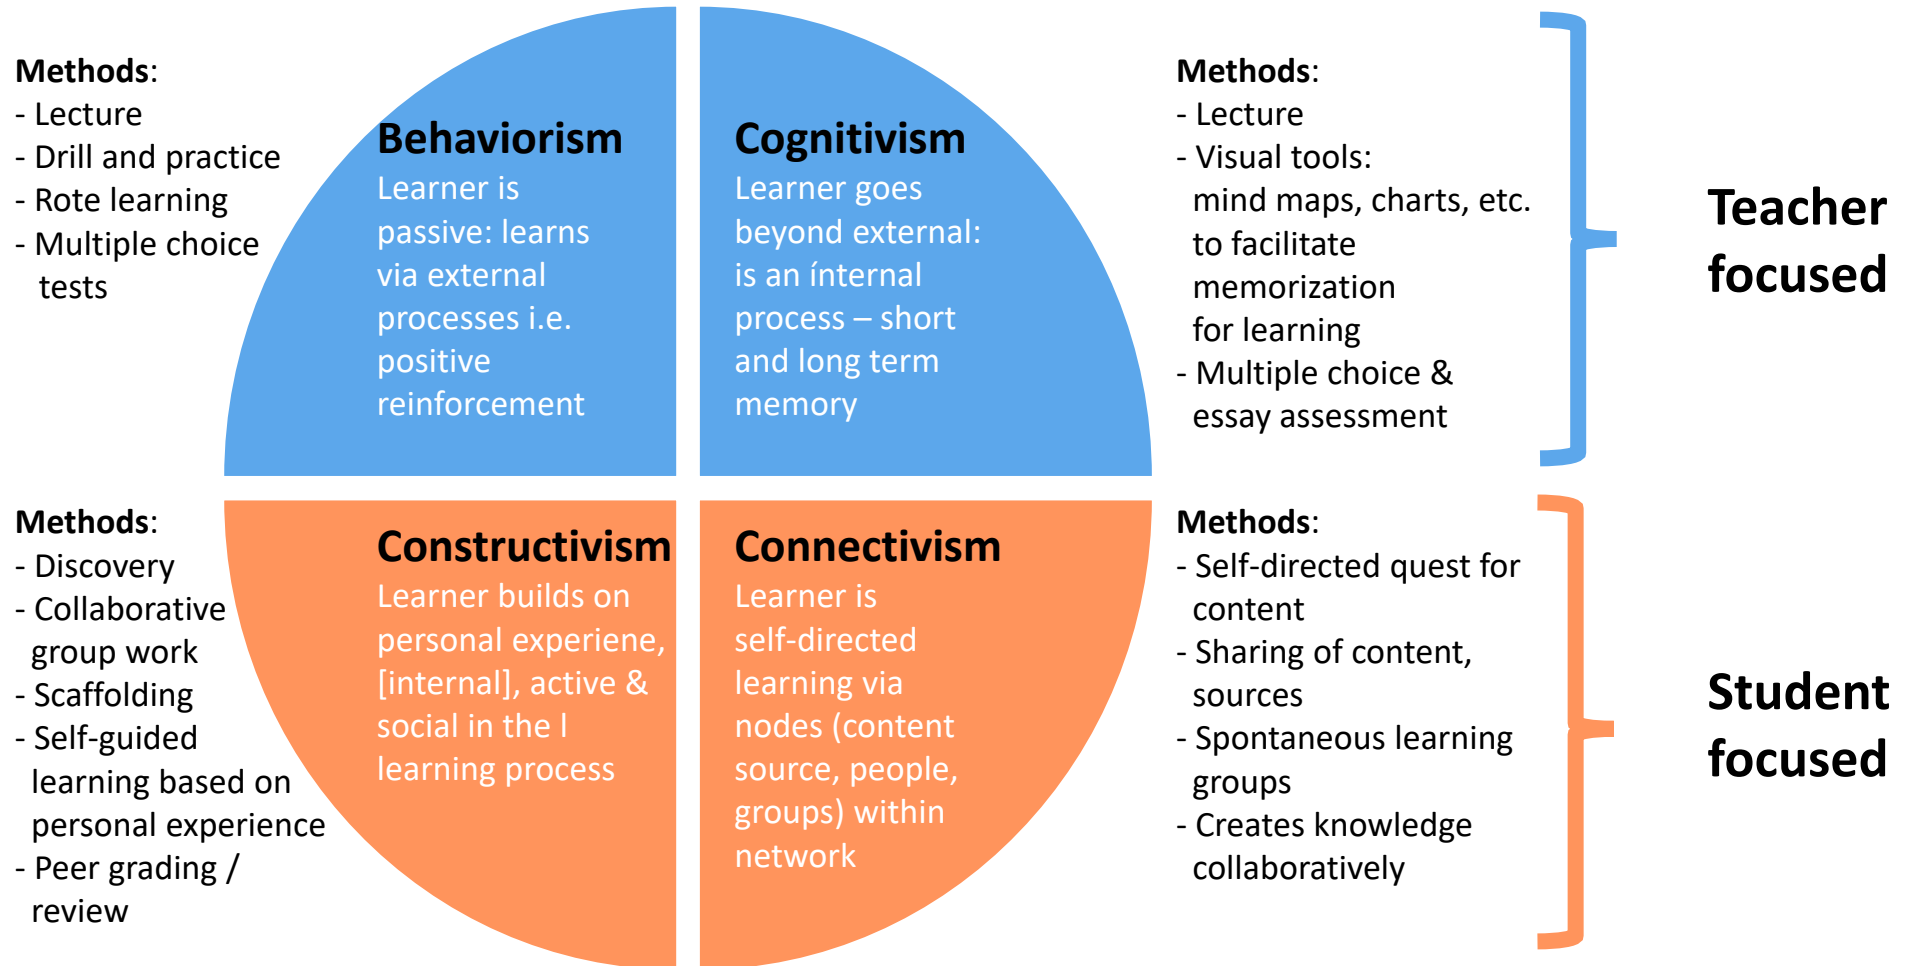 Methods:
- Lecture
- Drill and practice
- Rote learning
- Multiple choice
tests
Behaviorism
Learner is
passive: learns
via external
processes i.e.
positive
reinforcement
Cognitivism
Learner goes
beyond external:
is an ínternal
process – short
and long term
memory
Methods:
- Lecture
- Visual tools:
mind maps, charts, etc.
to facilitate
memorization
for learning
- Multiple choice &
essay assessment
Teacher
focused
Methods:
- Discovery
- Collaborative
group work
- Scaffolding
- Self-guided
learning based on
personal experience
- Peer grading /
review
Constructivism
Learner builds on
personal experiene,
[internal], active &
social in the l
learning process
Connectivism
Learner is
self-directed
learning via
nodes (content
source, people,
groups) within
network
Methods:
- Self-directed quest for
content
- Sharing of content,
sources
- Spontaneous learning
groups
- Creates knowledge
collaboratively
Student
focused